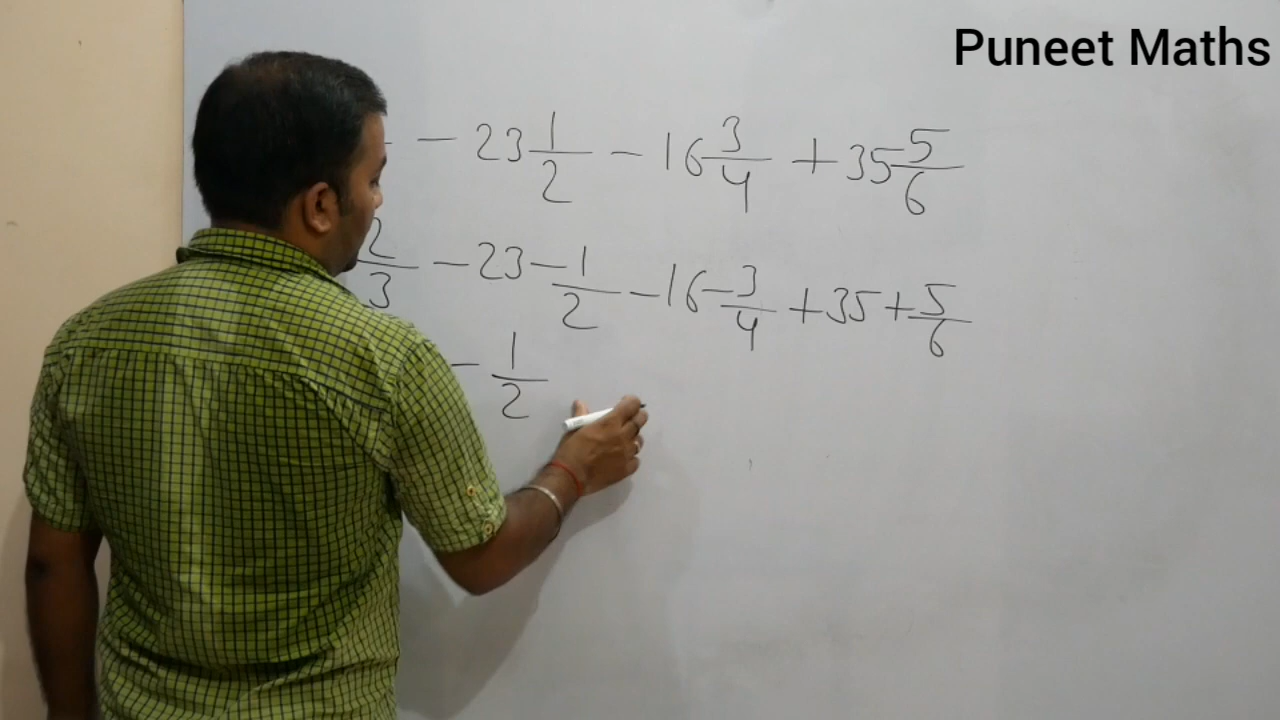 Puneet Maths
- 23 1/2 - 16 3/4 + 35 5/6
2/3 - 23 - 1/2 - 16 - 3/4 + 35 + 5/6
- 1/2